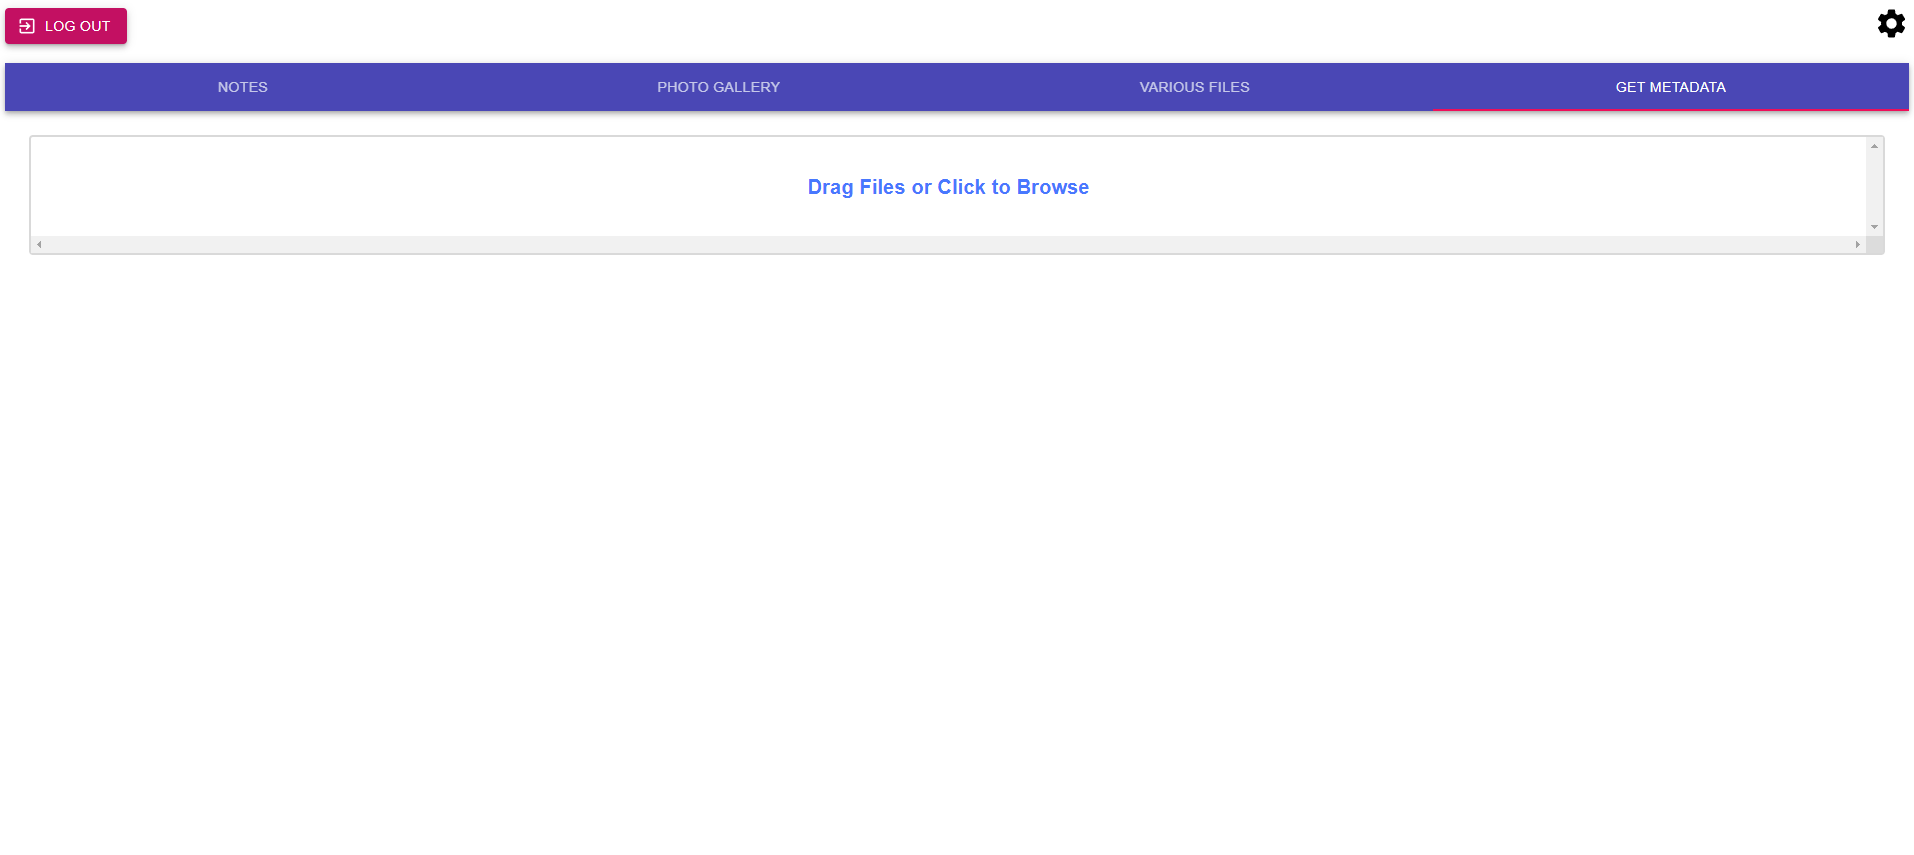 LOG OUT
NOTES
PHOTO GALLERY
VARIOUS FILES
GET METADATA
Drag Files or Click to Browse